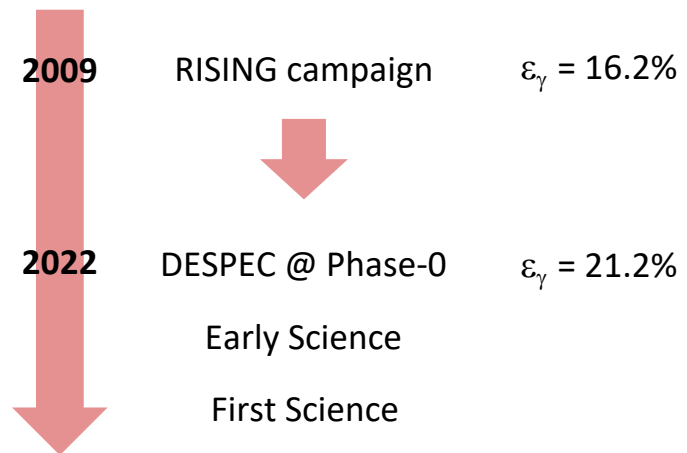 2009 RISING campaign εγ = 16.2%
2022 DESPEC @ Phase-0 εγ = 21.2%
Early Science
First Science